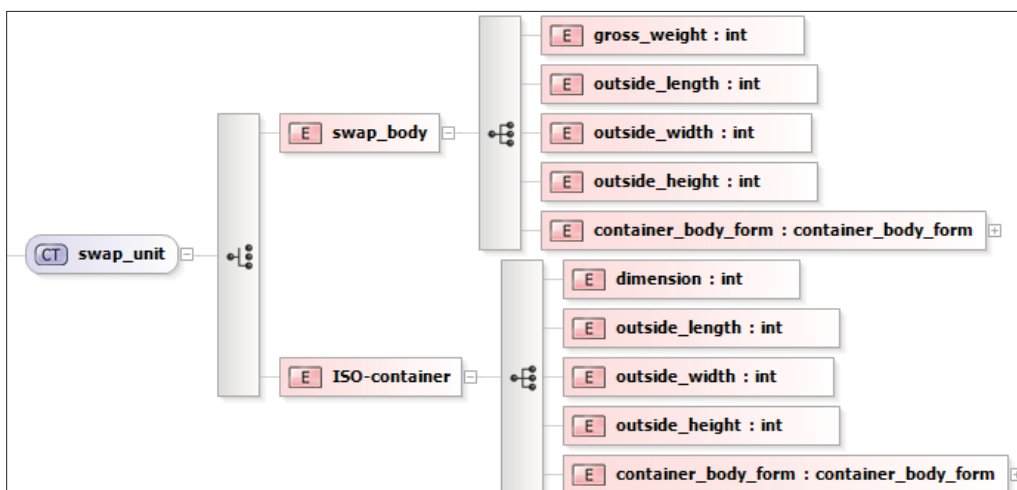 E gross_weight : int
E outside_length : int
E outside_width : int
E swap_body
E outside_height : int
E container_body_form : container_body_form
CT swap_unit
E dimension : int
E outside_length : int
E ISO-container
E outside_width : int
E outside_height : int
E container_body_form : container_body_form